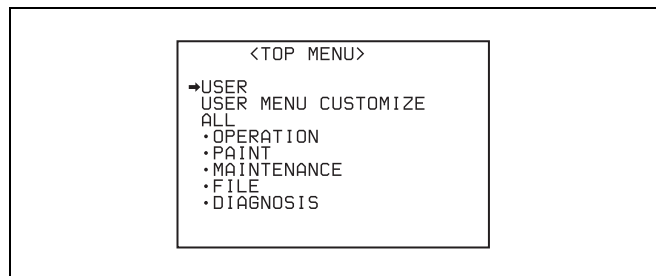 <TOP MENU>
➡USER
USER MENU CUSTOMIZE
ALL
·OPERATION
·PAINT
·MAINTENANCE
·FILE
·DIAGNOSIS